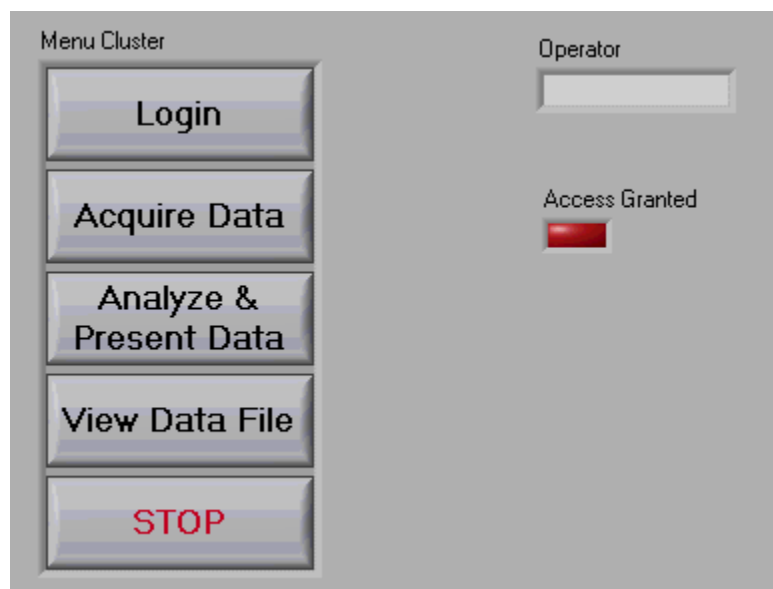 Menu Cluster
Login
Acquire Data
Analyze &
Present Data
View Data File
STOP
Operator
Access Granted